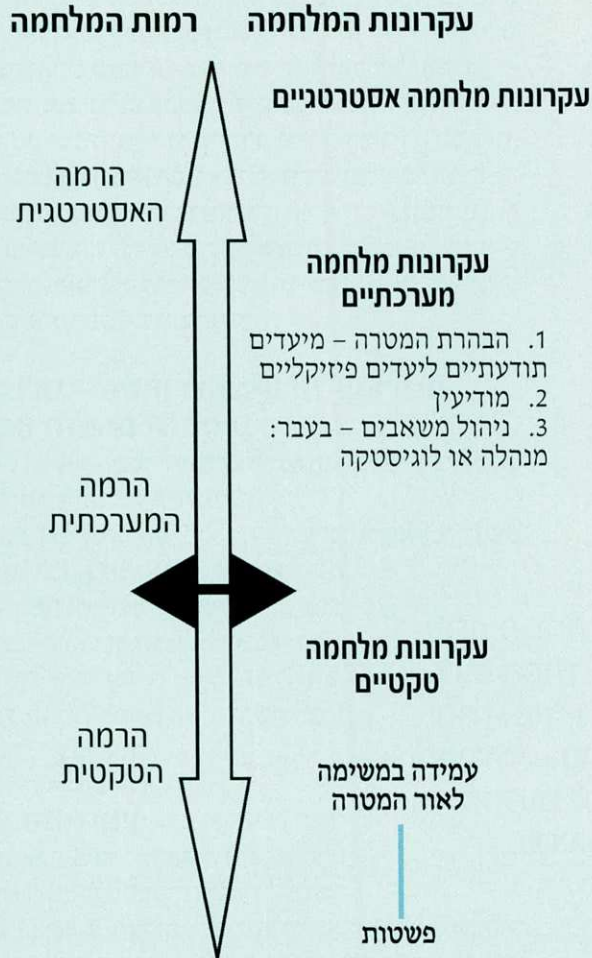 עקרונות המלחמה
רמות המלחמה
עקרונות מלחמה אסטרטגיים
הרמה
האסטרטגית
עקרונות מלחמה
מערכתיים
1. הבהרת המטרה – מיעדים
תודעתיים ליעדים פיזיקליים
2. מודיעין
3. ניהול משאבים – בעבר:
מנהלה או לוגיסטקה
הרמה
המערכתית
עקרונות מלחמה
טקטיים
הרמה
הטקטית
עמידה במשימה
לאור המטרה
פשטות